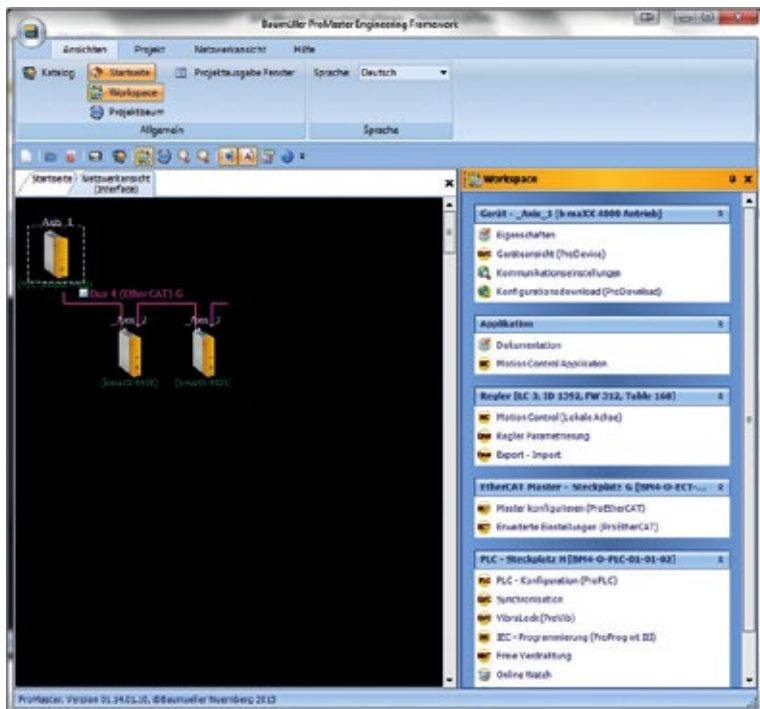 Baumüller ProMaster Engineering Framework
Ansichten Projekt Netzwerkansicht Hilfe
Katalog Startseite Projektausgabe Fenster Sprache Deutsch
Workspace
Projektbaum
Allgemein Sprache
Startseite Netzwerkansicht
(Interface)
Workspace
_Axis_1
Bus 4 (EtherCAT) G
_Axis_2
Gerät - _Axis_1 [b maXX 4000 Antrieb]
Eigenschaften
Geräteansicht (ProDevice)
Kommunikationseinstellungen
Konfigurationsdownload (ProDownload)
Applikation
Dokumentation
Motion Control Applikation
Regler [LC 3, ID 1392, FW 312, Table 160]
Motion Control (Lokale Achse)
Regler Parametrierung
Export - Import
EtherCAT Master - Steckplatz G [BM4-O-ECT-...
Master konfigurieren (ProEtherCAT)
Erweiterte Einstellungen (ProEtherCAT)
PLC - Steckplatz H [BM4-O-PLC-01-01-02]
PLC - Konfiguration (ProPLC)
Synchronisation
VibraLock (ProVib)
IEC - Programmierung (ProProg wt III)
Freie Verdrahtung
Online Watch
ProMaster, Version 01.14.01.10, ©Baumueller Nuernberg 2013